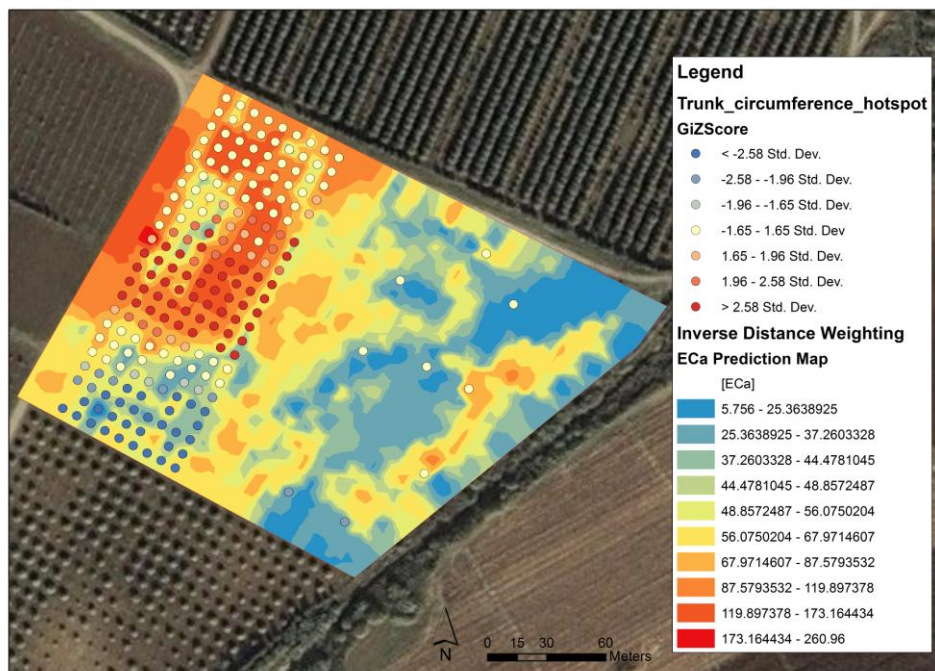 Legend
Trunk_circumference_hotspot
GiZScore
< -2.58 Std. Dev.
-2.58 - -1.96 Std. Dev.
-1.96 - -1.65 Std. Dev.
-1.65 - 1.65 Std. Dev
1.65 - 1.96 Std. Dev.
1.96 - 2.58 Std. Dev.
> 2.58 Std. Dev.
Inverse Distance Weighting
ECa Prediction Map
[ECa]
5.756 - 25.3638925
25.3638925 - 37.2603328
37.2603328 - 44.4781045
44.4781045 - 48.8572487
48.8572487 - 56.0750204
56.0750204 - 67.9714607
67.9714607 - 87.5793532
87.5793532 - 119.897378
119.897378 - 173.164434
173.164434 - 260.96
N
0 15 30 60
Meters